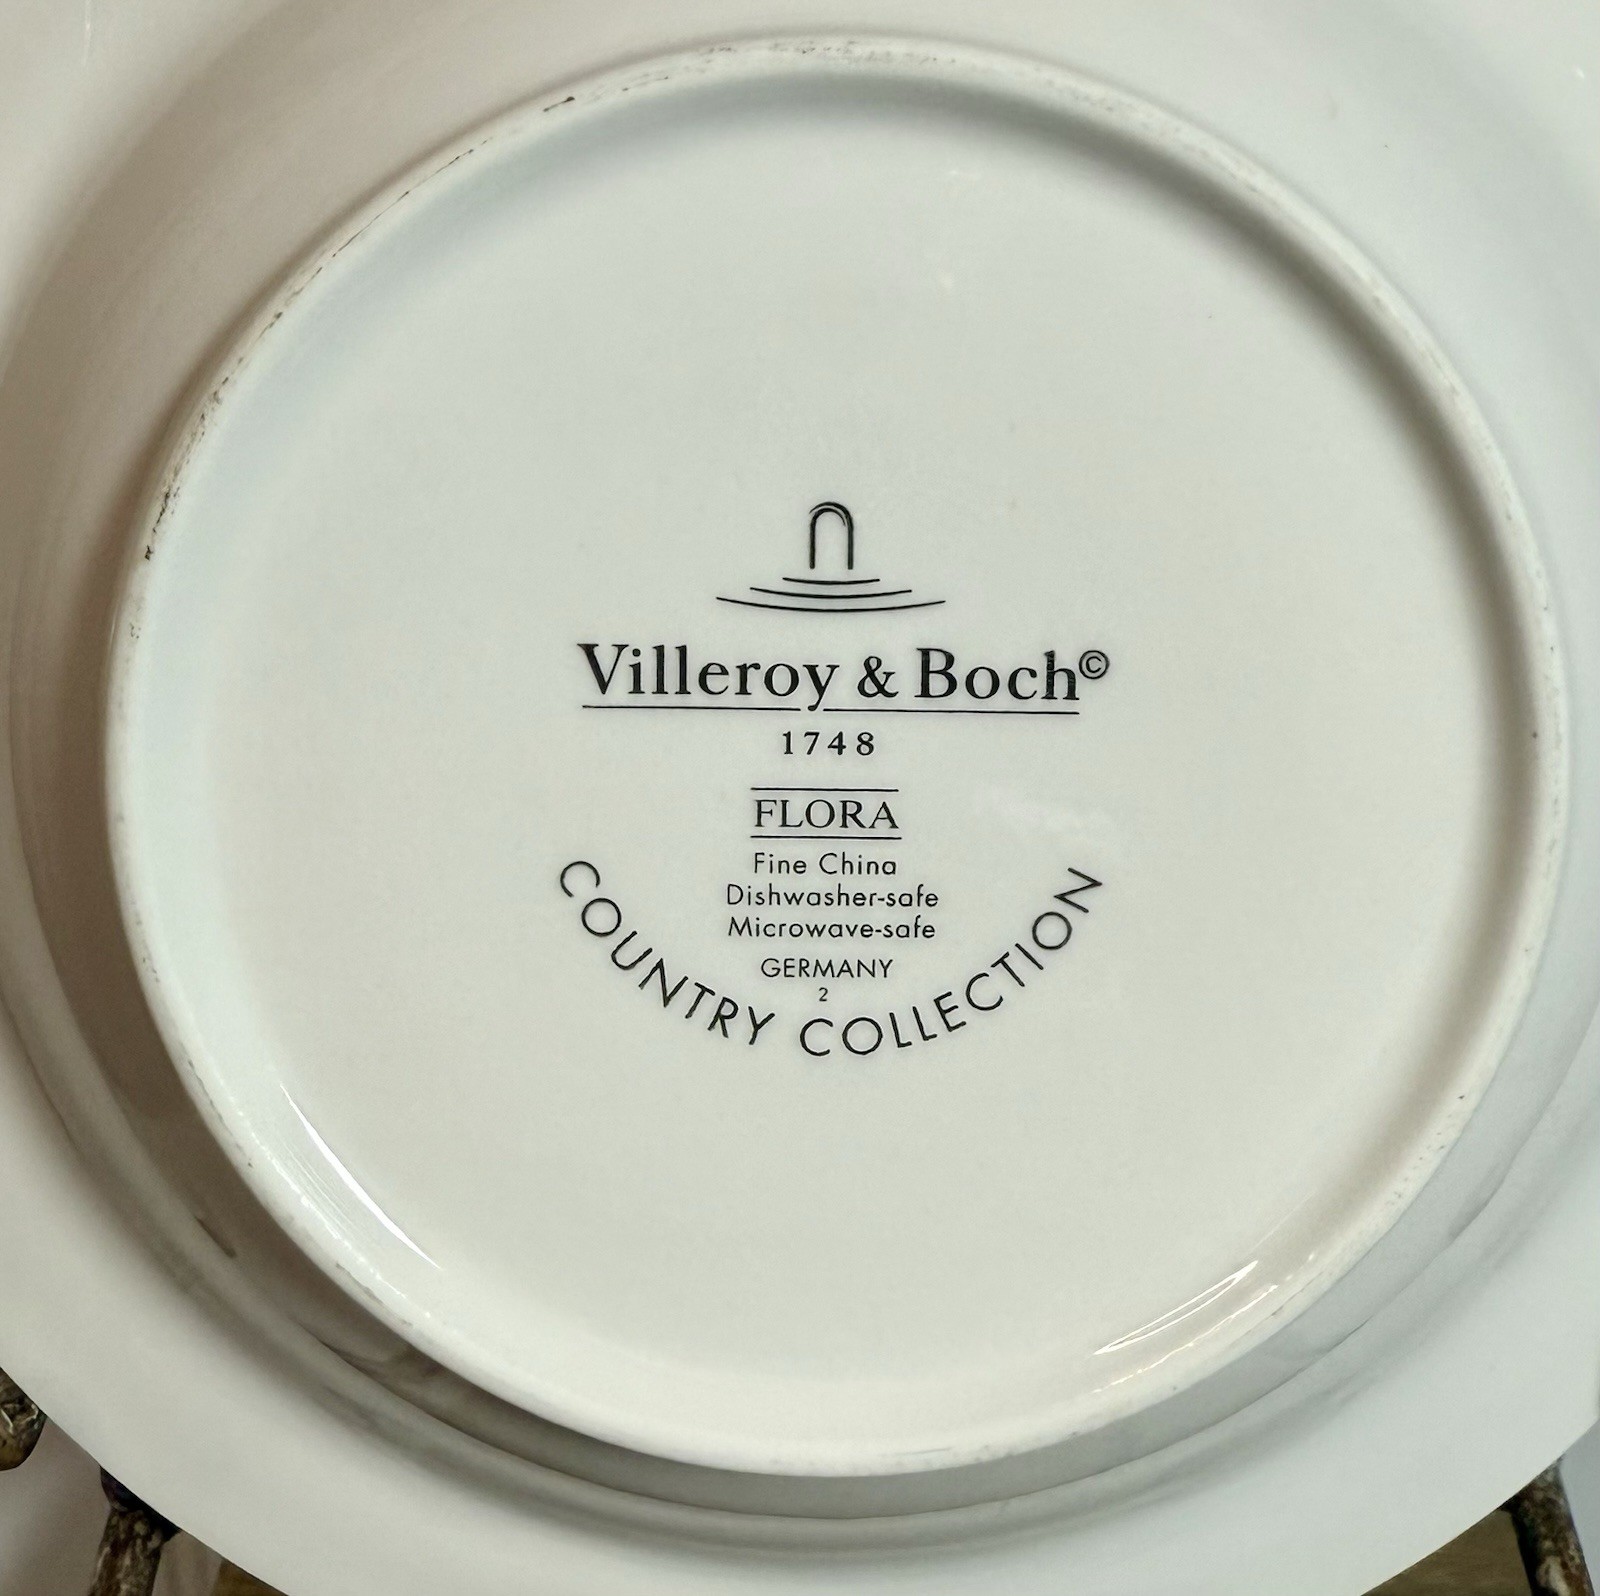 Villeroy & Boch©
1748
FLORA
Fine China
Dishwasher-safe
Microwave-safe
GERMANY
2
COUNTRY COLLECTION